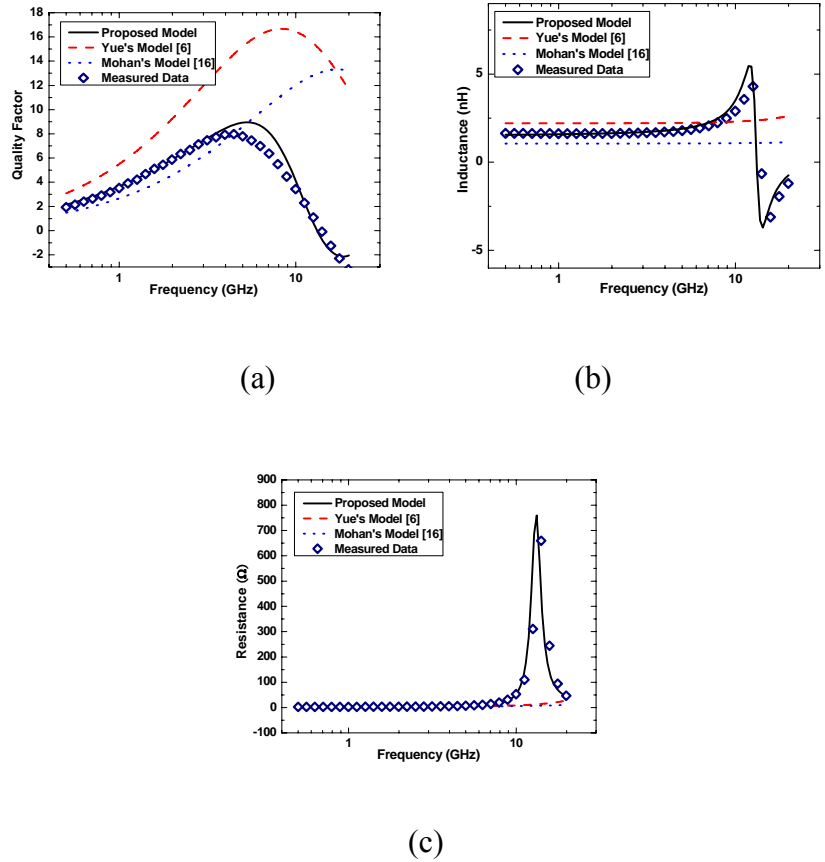 Proposed Model
Yue's Model [6]
Mohan's Model [16]
Measured Data
18
16
14
12
10
8
6
4
2
0
-2
Quality Factor
1
10
Frequency (GHz)
(a)
Proposed Model
Yue's Model [6]
Mohan's Model [16]
Measured Data
5
0
-5
Inductance (nH)
1
10
Frequency (GHz)
(b)
Proposed Model
Yue's Model [6]
Mohan's Model [16]
Measured Data
900
800
700
600
500
400
300
200
100
0
-100
Resistance (Ω)
1
10
Frequency (GHz)
(c)